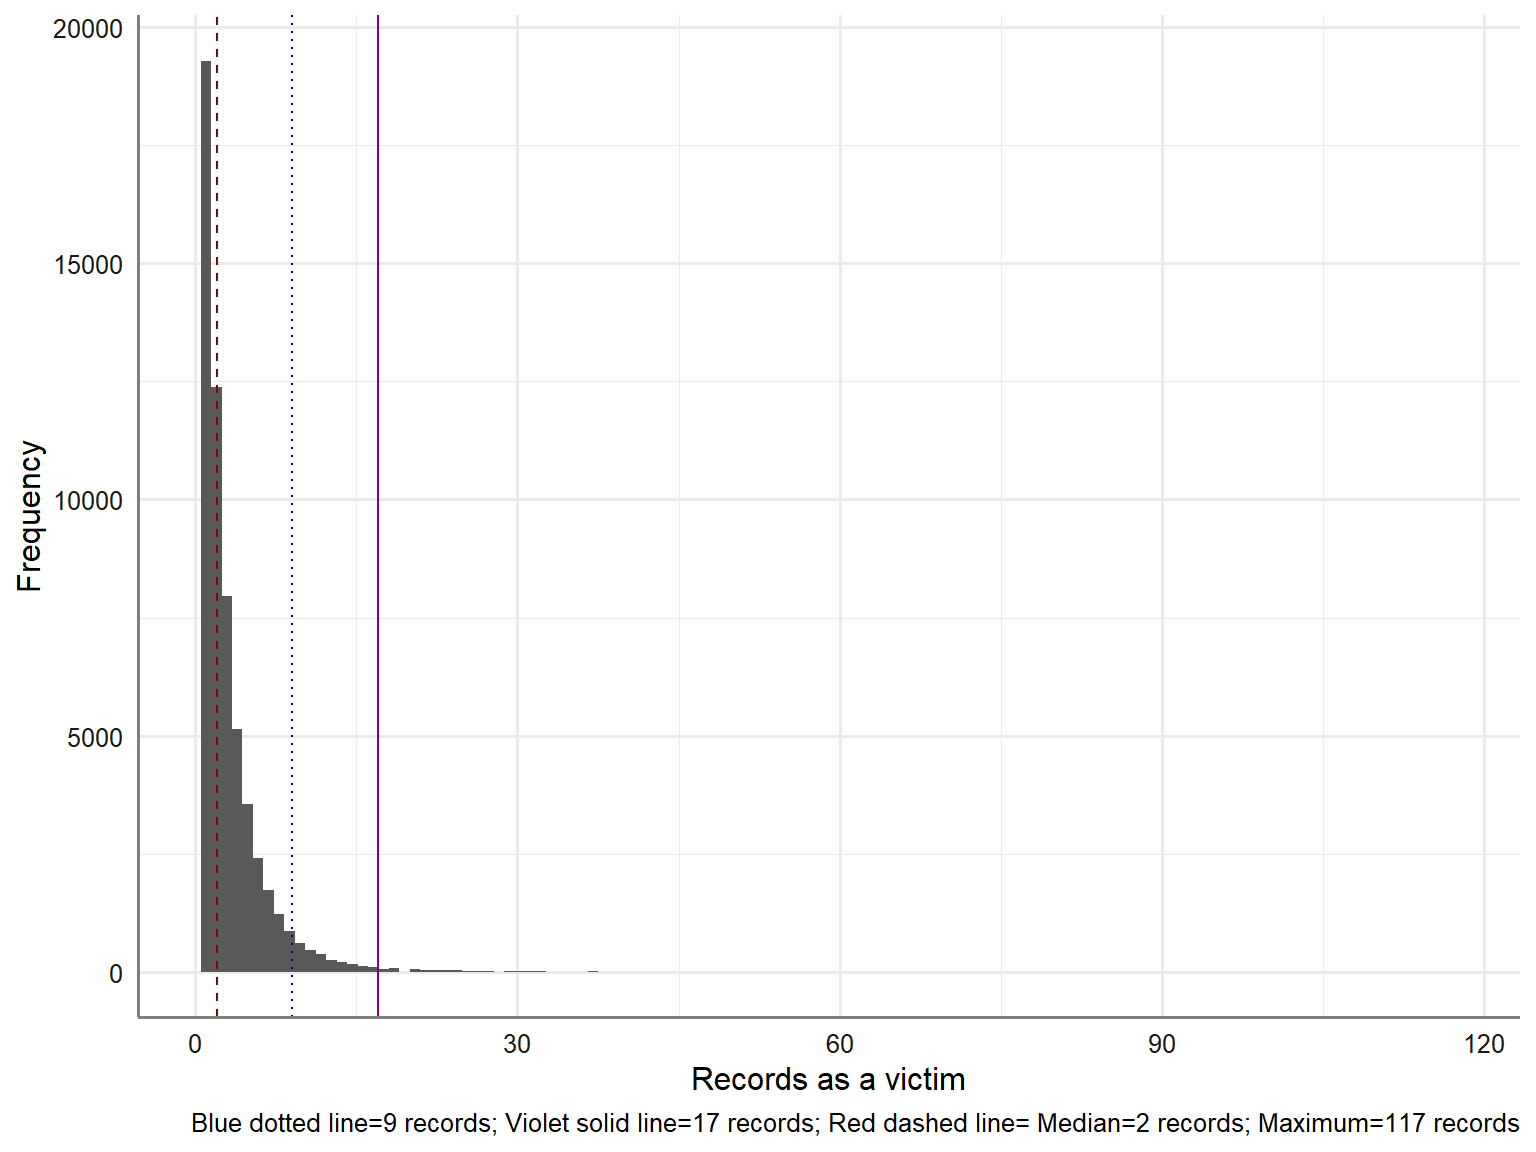 20000
15000
10000
5000
0
Frequency
0 30 60 90 120
Records as a victim
Blue dotted line=9 records; Violet solid line=17 records; Red dashed line= Median=2 records; Maximum=117 records